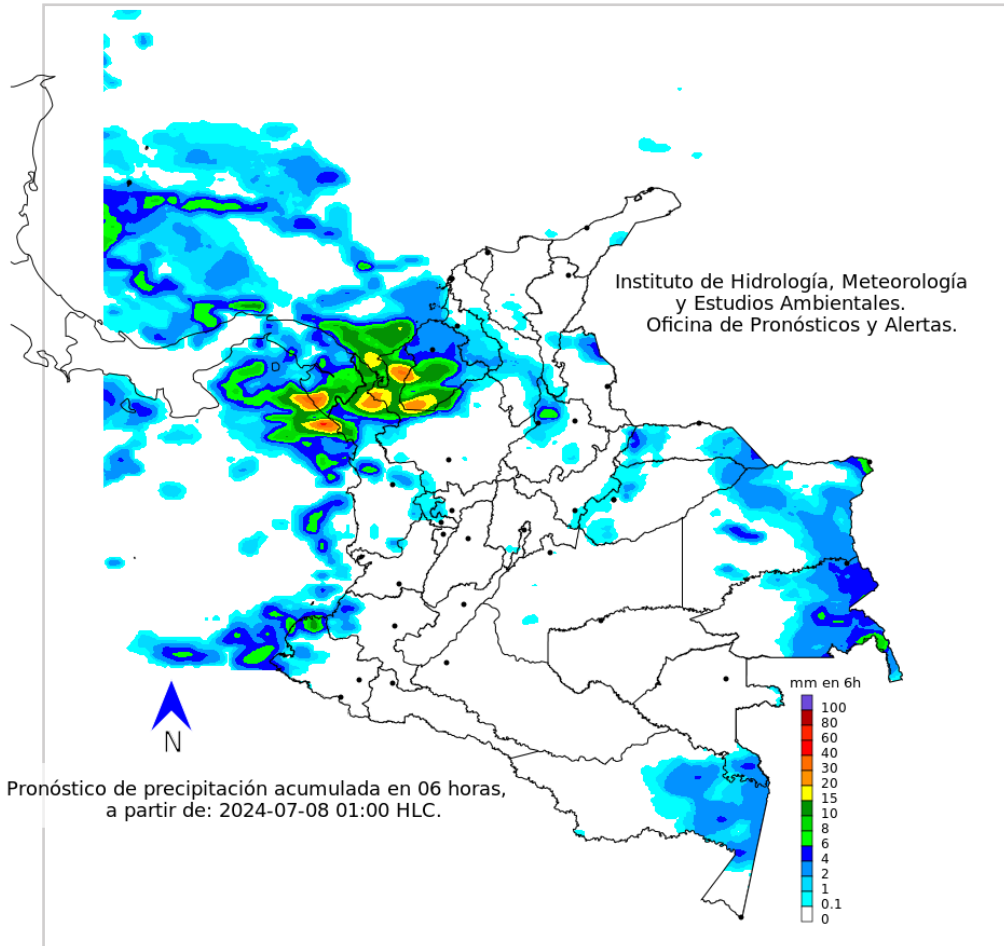 Instituto de Hidrología, Meteorología
y Estudios Ambientales.
Oficina de Pronósticos y Alertas.
N
Pronóstico de precipitación acumulada en 06 horas,
a partir de: 2024-07-08 01:00 HLC.
mm en 6h
100
80
60
40
30
20
15
10
8
6
4
2
1
0.1
0